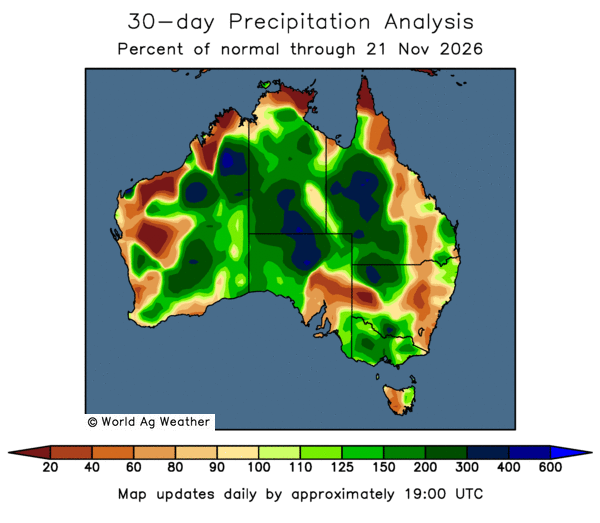 30-day Precipitation Analysis
Percent of normal through 21 Nov 2026
© World Ag Weather
20 40 60 80 90 100 110 125 150 200 300 400 600
Map updates daily by approximately 19:00 UTC